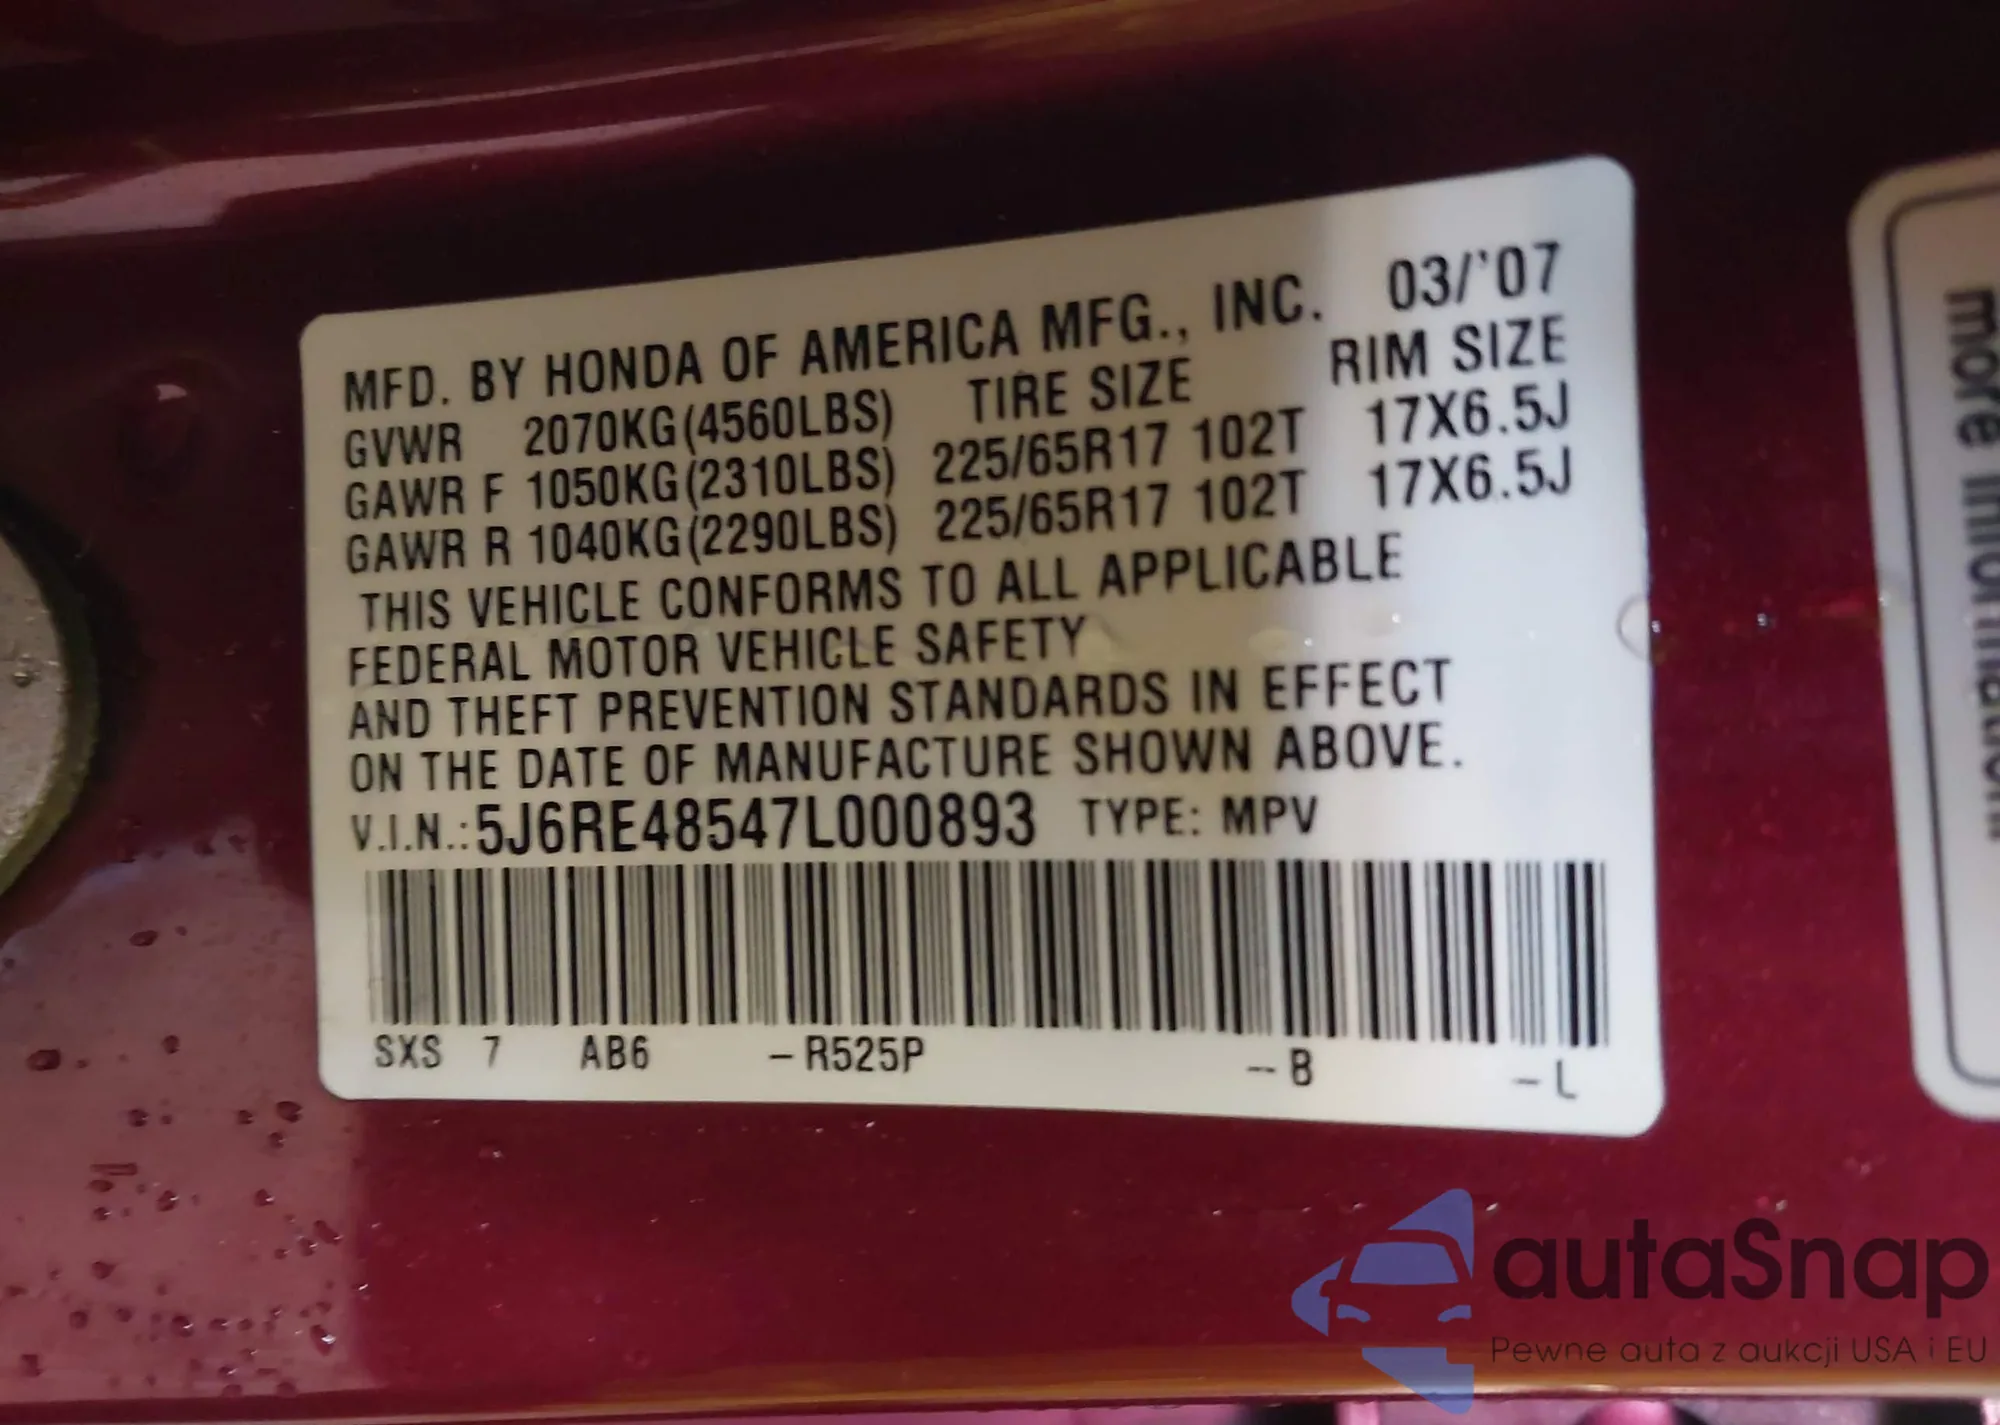 MFD. BY HONDA OF AMERICA MFG., INC. 03/'07
GVWR 2070KG(4560LBS) TIRE SIZE RIM SIZE
GAWR F 1050KG(2310LBS) 225/65R17 102T 17X6.5J
GAWR R 1040KG(2290LBS) 225/65R17 102T 17X6.5J
THIS VEHICLE CONFORMS TO ALL APPLICABLE
FEDERAL MOTOR VEHICLE SAFETY
AND THEFT PREVENTION STANDARDS IN EFFECT
ON THE DATE OF MANUFACTURE SHOWN ABOVE.
V.I.N.:5J6RE48547L000893 TYPE: MPV
SXS 7 AB6 -R525P --B -L
more information.
autaSnap
Pewne auta z aukcji USA i EU